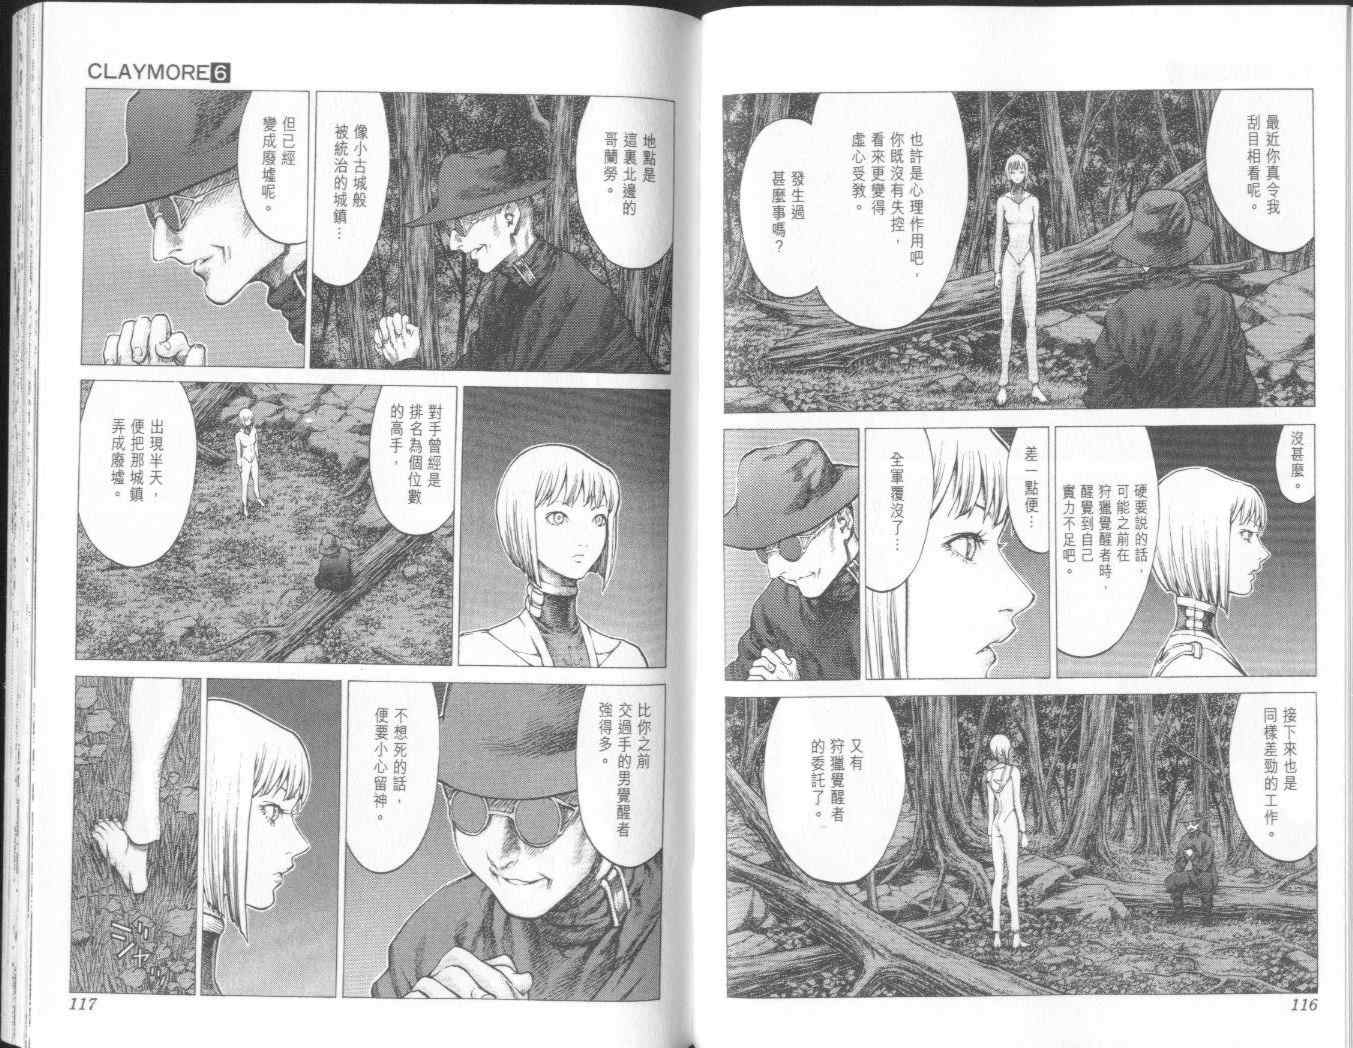 最近你真令我
刮目相看呢。
也許是心理作用吧，
你既沒有失控，
看來更變得
虛心受教。
發生過
甚麼事嗎？
沒甚麼。
硬要說的話，
可能之前在
狩獵覺醒者時，
醒覺到自己
實力不足吧。
差一點便…
全軍覆沒了…
接下來也是
同樣差勁的工作。
又有
狩獵覺醒者
的委託了。
116
CLAYMORE6
地點是
這裏北邊的
哥蘭勞。
像小古城般
被統治的城鎮…
但已經
變成廢墟呢。
對手曾經是
排名為個位數
的高手，
出現半天，
便把那城鎮
弄成廢墟。
比你之前
交過手的男覺醒者
強得多。
不想死的話，
便要小心留神。
ジャッ
117